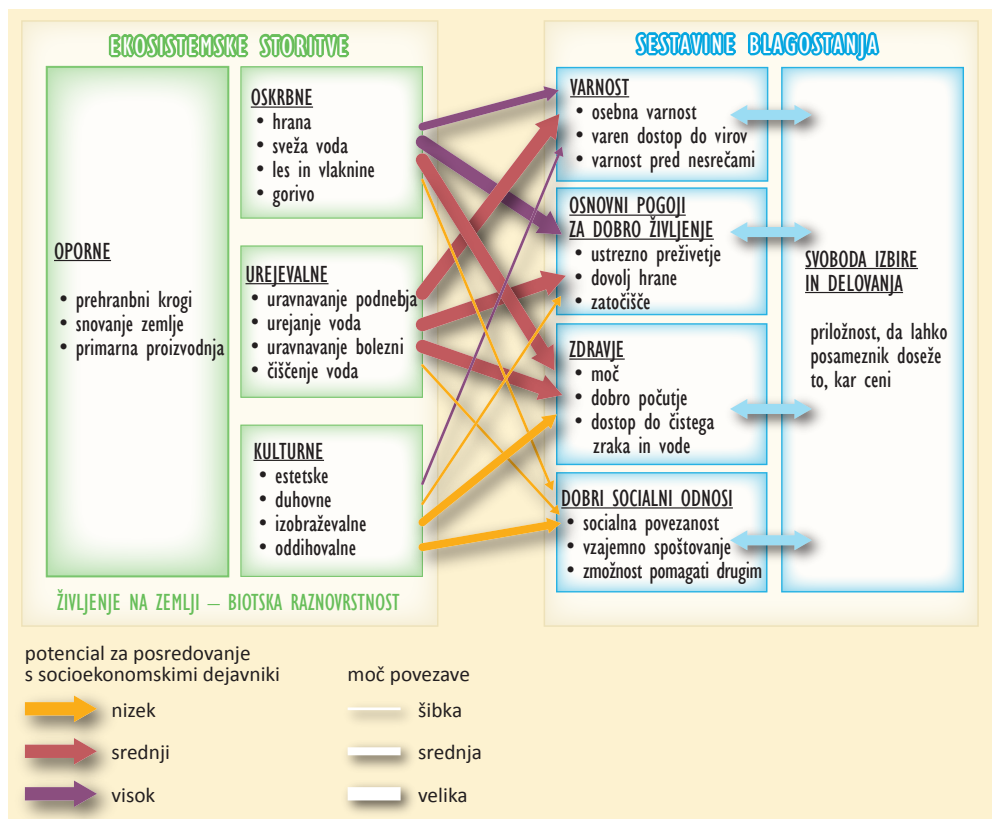 EKOSISTEMSKE STORITVE
OPORNE
• prehranbni krogi
• snovanje zemlje
• primarna proizvodnja
OSKRBNE
• hrana
• sveža voda
• les in vlaknine
• gorivo
UREJEVALNE
• uravnavanje podnebja
• urejanje voda
• uravnavanje bolezni
• čiščenje voda
KULTURNE
• estetske
• duhovne
• izobraževalne
• oddihovalne
ŽIVLJENJE NA ZEMLJI – BIOTSKA RAZNOVRSTNOST
SESTAVINE BLAGOSTANJA
VARNOST
• osebna varnost
• varen dostop do virov
• varnost pred nesrečami
OSNOVNI POGOJI
ZA DOBRO ŽIVLJENJE
• ustrezno preživetje
• dovolj hrane
• zatočišče
ZDRAVJE
• moč
• dobro počutje
• dostop do čistega
zraka in vode
DOBRI SOCIALNI ODNOSI
• socialna povezanost
• vzajemno spoštovanje
• zmožnost pomagati drugim
SVOBODA IZBIRE
IN DELOVANJA
priložnost, da lahko
posameznik doseže
to, kar ceni
potencial za posredovanje
s socioekonomskimi dejavniki
nizek
srednji
visok
moč povezave
šibka
srednja
velika